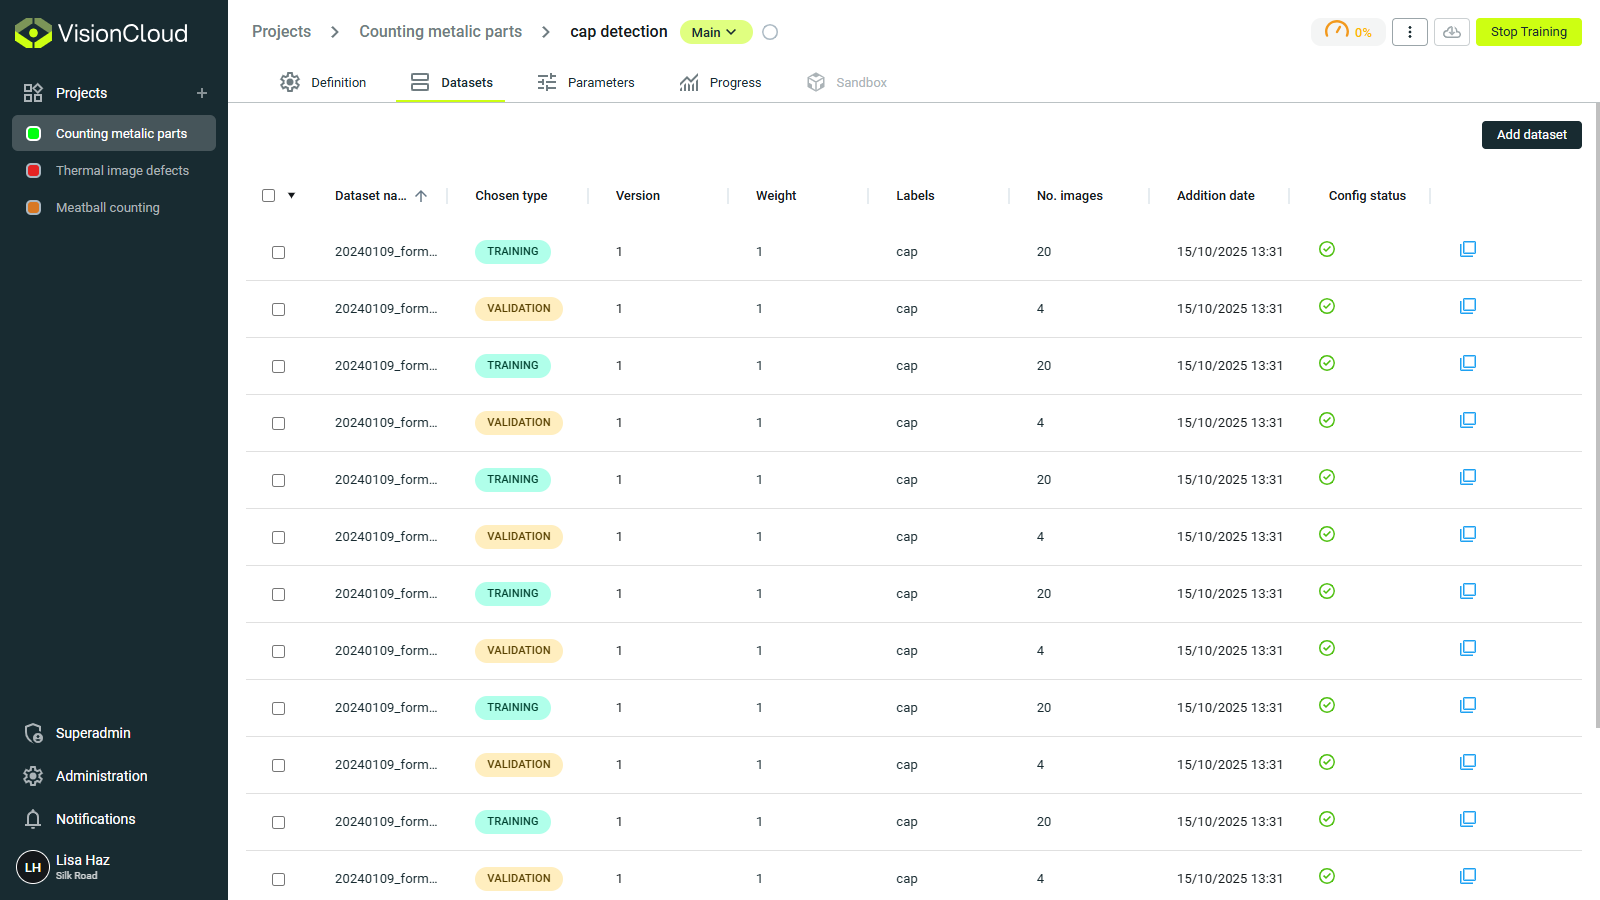 VisionCloud
Projects
Counting metalic parts
Thermal image defects
Meatball counting
Superadmin
Administration
Notifications
LH
Lisa Haz
Silk Road
Projects > Counting metalic parts > cap detection Main
0%
Stop Training
Definition Datasets Parameters Progress Sandbox
Add dataset
Dataset na... Chosen type Version Weight Labels No. images Addition date Config status
20240109_form... TRAINING 1 1 cap 20 15/10/2025 13:31
20240109_form... VALIDATION 1 1 cap 4 15/10/2025 13:31
20240109_form... TRAINING 1 1 cap 20 15/10/2025 13:31
20240109_form... VALIDATION 1 1 cap 4 15/10/2025 13:31
20240109_form... TRAINING 1 1 cap 20 15/10/2025 13:31
20240109_form... VALIDATION 1 1 cap 4 15/10/2025 13:31
20240109_form... TRAINING 1 1 cap 20 15/10/2025 13:31
20240109_form... VALIDATION 1 1 cap 4 15/10/2025 13:31
20240109_form... TRAINING 1 1 cap 20 15/10/2025 13:31
20240109_form... VALIDATION 1 1 cap 4 15/10/2025 13:31
20240109_form... TRAINING 1 1 cap 20 15/10/2025 13:31
20240109_form... VALIDATION 1 1 cap 4 15/10/2025 13:31